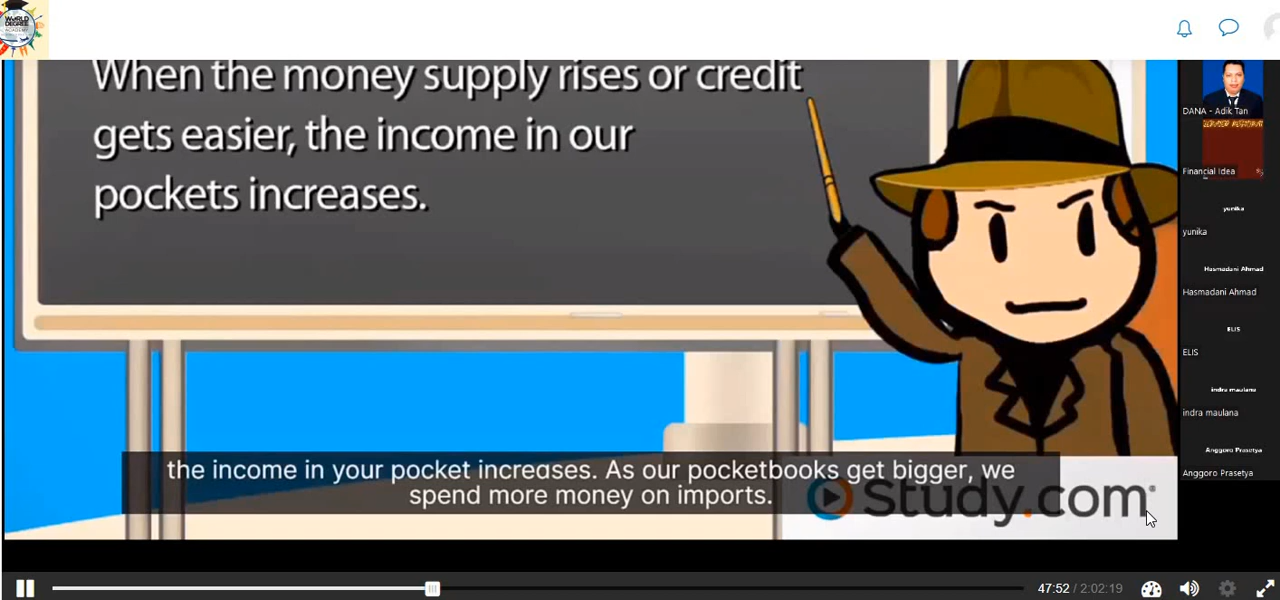 WORLD
DEGREE
ACADEMY
When the money supply rises or credit
gets easier, the income in our
pockets increases.
the income in your pocket increases. As our pocketbooks get bigger, we
spend more money on imports.
Study.com
DANA - Adik Tan
Financial Idea
yunika
yunika
Hasmadani Ahmad
Hasmadani Ahmad
ELIS
ELIS
indra maulana
indra maulana
Anggoro Prasetya
Anggoro Prasetya
47:52 / 2:02:19